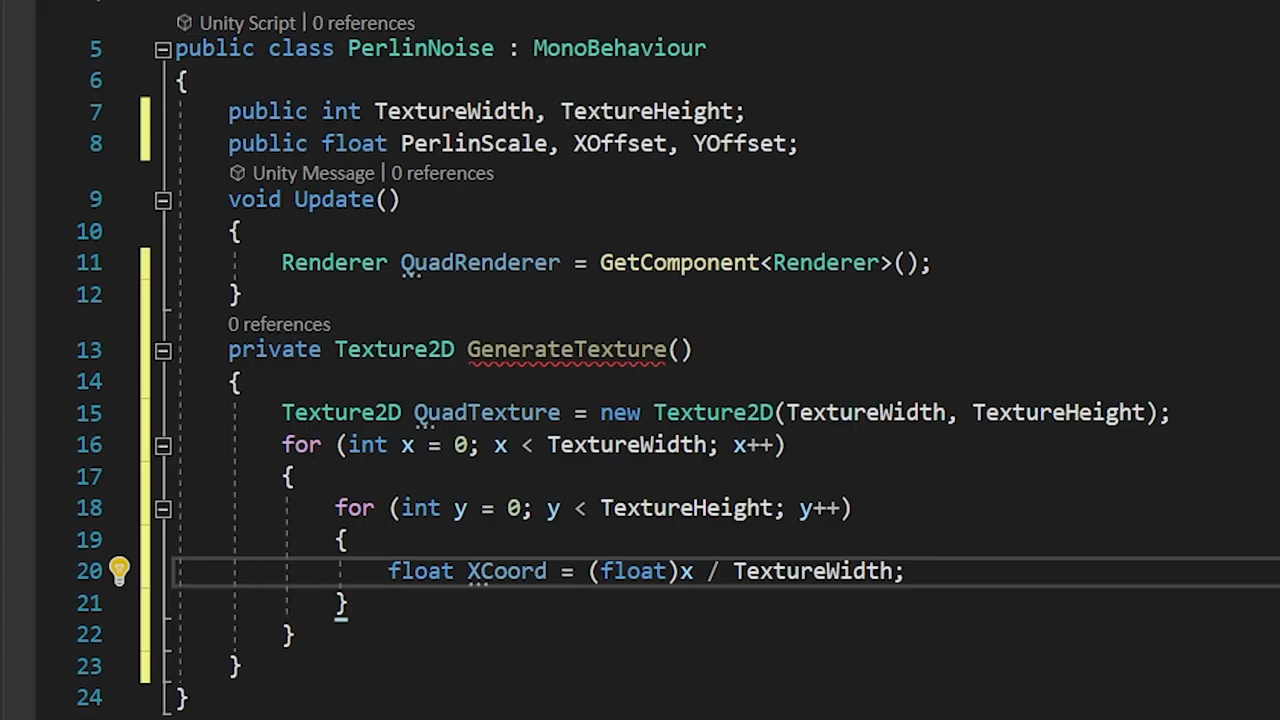 Unity Script | 0 references
5 public class PerlinNoise : MonoBehaviour
6 {
7 public int TextureWidth, TextureHeight;
8 public float PerlinScale, XOffset, YOffset;
Unity Message | 0 references
9 void Update()
10 {
11 Renderer QuadRenderer = GetComponent<Renderer>();
12 }
0 references
13 private Texture2D GenerateTexture()
14 {
15 Texture2D QuadTexture = new Texture2D(TextureWidth, TextureHeight);
16 for (int x = 0; x < TextureWidth; x++)
17 {
18 for (int y = 0; y < TextureHeight; y++)
19 {
20 float XCoord = (float)x / TextureWidth;
21 }
22 }
23 }
24 }